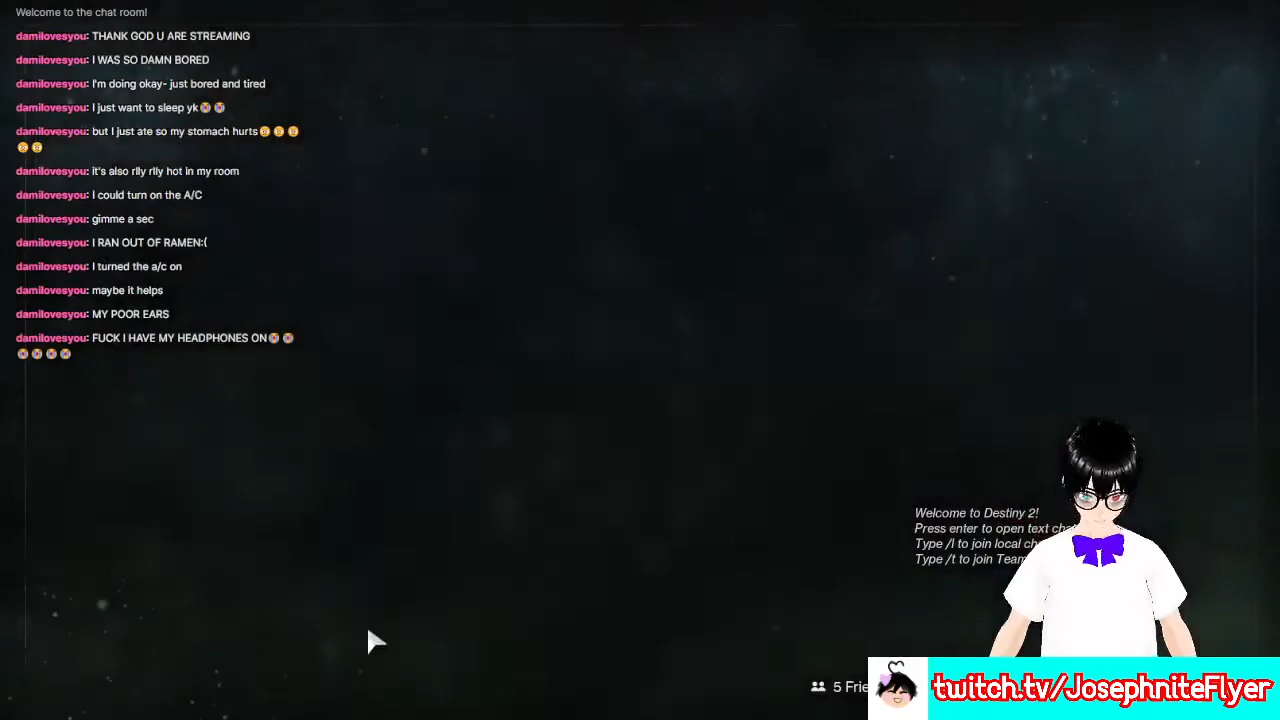 Welcome to the chat room!
damilovesyou: THANK GOD U ARE STREAMING
damilovesyou: I WAS SO DAMN BORED
damilovesyou: I'm doing okay- just bored and tired
damilovesyou: I just want to sleep yk😭😭
damilovesyou: but I just ate so my stomach hurts😳😳😳
😳😳
damilovesyou: it's also rlly rlly hot in my room
damilovesyou: I could turn on the A/C
damilovesyou: gimme a sec
damilovesyou: I RAN OUT OF RAMEN:(
damilovesyou: I turned the a/c on
damilovesyou: maybe it helps
damilovesyou: MY POOR EARS
damilovesyou: FUCK I HAVE MY HEADPHONES ON😭😭
😭😭😭😭
Welcome to Destiny 2!
Press enter to open text cha
Type /l to join local ch
Type /t to join Team
5 Frie
twitch.tv/JosephniteFlyer